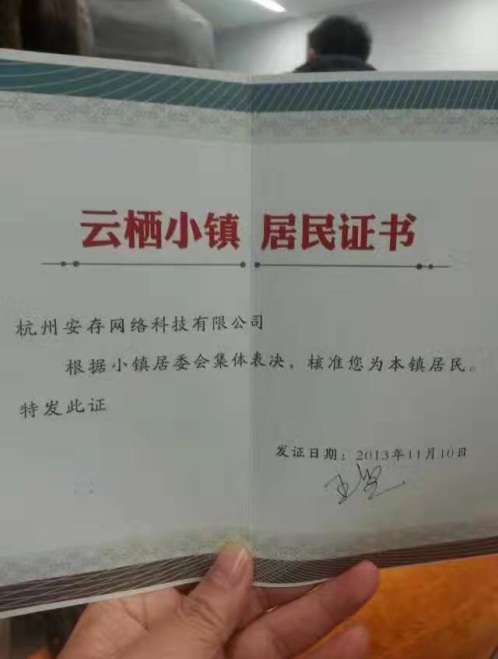 云栖小镇 居民证书
杭州安存网络科技有限公司
根据小镇居委会集体表决，核准您为本镇居民。
特发此证
发证日期：2013年11月10日
王坚